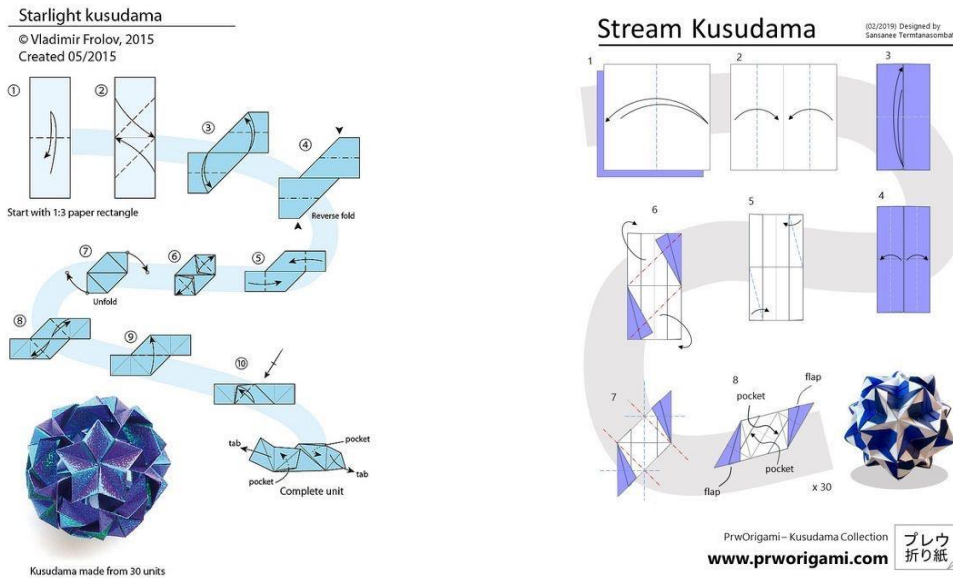 Starlight kusudama
© Vladimir Frolov, 2015
Created 05/2015
①
②
③
④
Start with 1:3 paper rectangle
Reverse fold
⑦
⑥
⑤
Unfold
⑧
⑨
⑩
tab
pocket
pocket
tab
Complete unit
Kusudama made from 30 units
Stream Kusudama
(02/2019) Designed by
Sansanee Termtanasombat
1
2
3
6
5
4
7
8
flap
pocket
pocket
flap
x 30
PrwOrigami – Kusudama Collection
www.prworigami.com
プレウ
折り紙